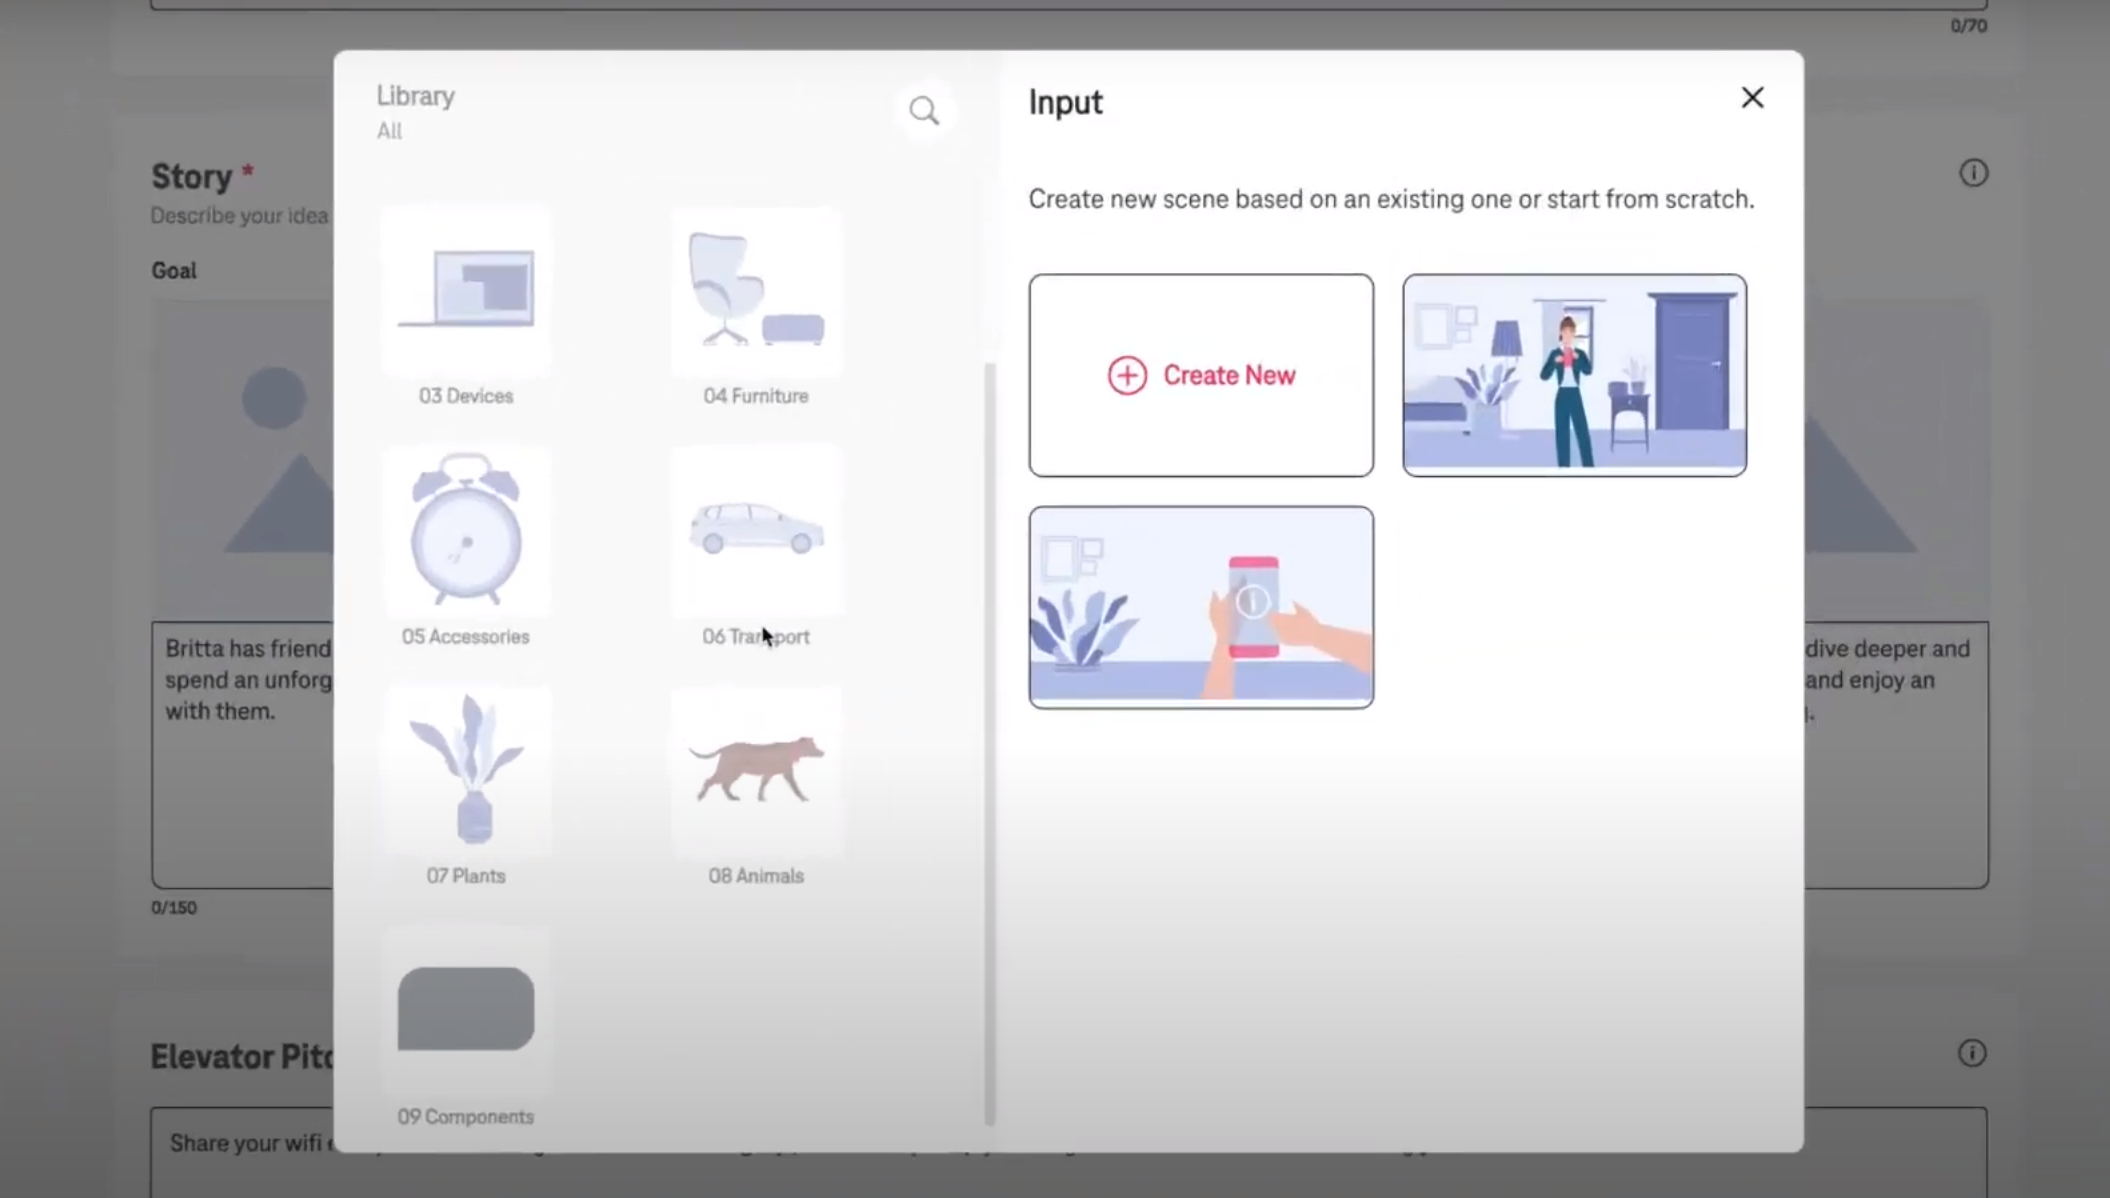 0/70
Library
All
Input
Story *
Describe your idea
Goal
Create new scene based on an existing one or start from scratch.
03 Devices
04 Furniture
Create New
05 Accessories
06 Transport
Britta has friend
spend an unforg
with them.
dive deeper and
and enjoy an
07 Plants
08 Animals
0/150
Elevator Pitc
09 Components
Share your wifi